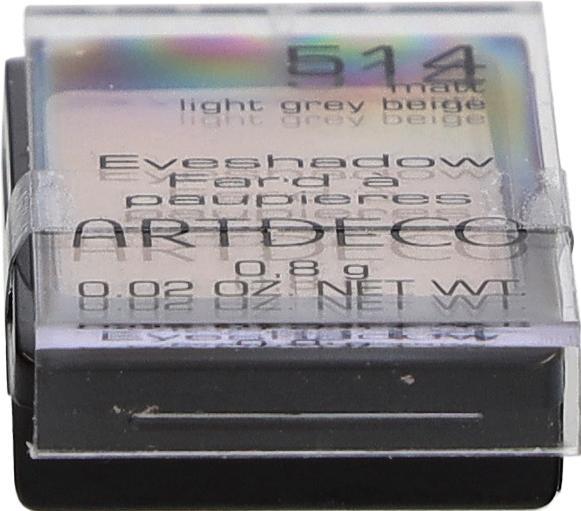 514
matt
light grey beige
Eyeshadow
Fard à
paupières
ARTDECO
0.8 g
0.02 OZ. NET WT.